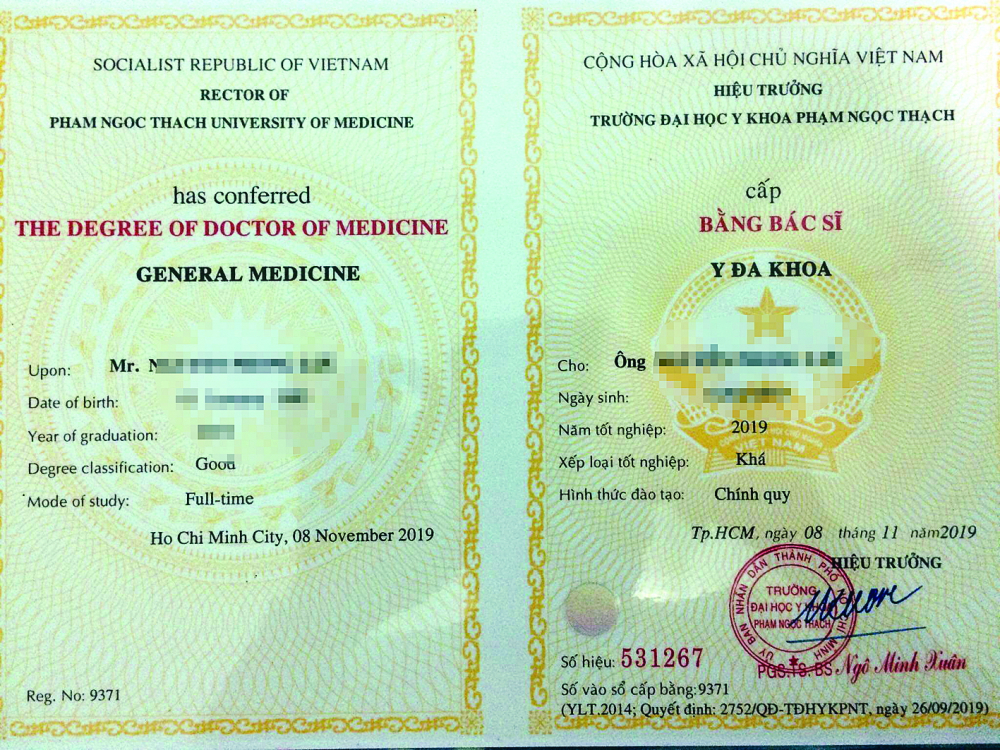 SOCIALIST REPUBLIC OF VIETNAM
RECTOR OF
PHAM NGOC THACH UNIVERSITY OF MEDICINE
has conferred
THE DEGREE OF DOCTOR OF MEDICINE
GENERAL MEDICINE
Upon: Mr.
Date of birth:
Year of graduation:
Degree classification: Good
Mode of study: Full-time
Ho Chi Minh City, 08 November 2019
Reg. No: 9371
CỘNG HÒA XÃ HỘI CHỦ NGHĨA VIỆT NAM
HIỆU TRƯỞNG
TRƯỜNG ĐẠI HỌC Y KHOA PHẠM NGỌC THẠCH
cấp
BẰNG BÁC SĨ
Y ĐA KHOA
Cho: Ông
Ngày sinh:
Năm tốt nghiệp: 2019
VIỆT NAM
Xếp loại tốt nghiệp: Khá
Hình thức đào tạo: Chính quy
Tp.HCM, ngày 08 tháng 11 năm 2019
HIỆU TRƯỞNG
ỦY BAN NHÂN DÂN THÀNH PHỐ HỒ CHÍ MINH
TRƯỜNG
ĐẠI HỌC Y KHOA
PHẠM NGỌC THẠCH
PGS.TS.BS Ngô Minh Xuân
Số hiệu: 531267
Số vào sổ cấp bằng: 9371
(YLT.2014; Quyết định: 2752/QĐ-TĐHYKPNT, ngày 26/09/2019)